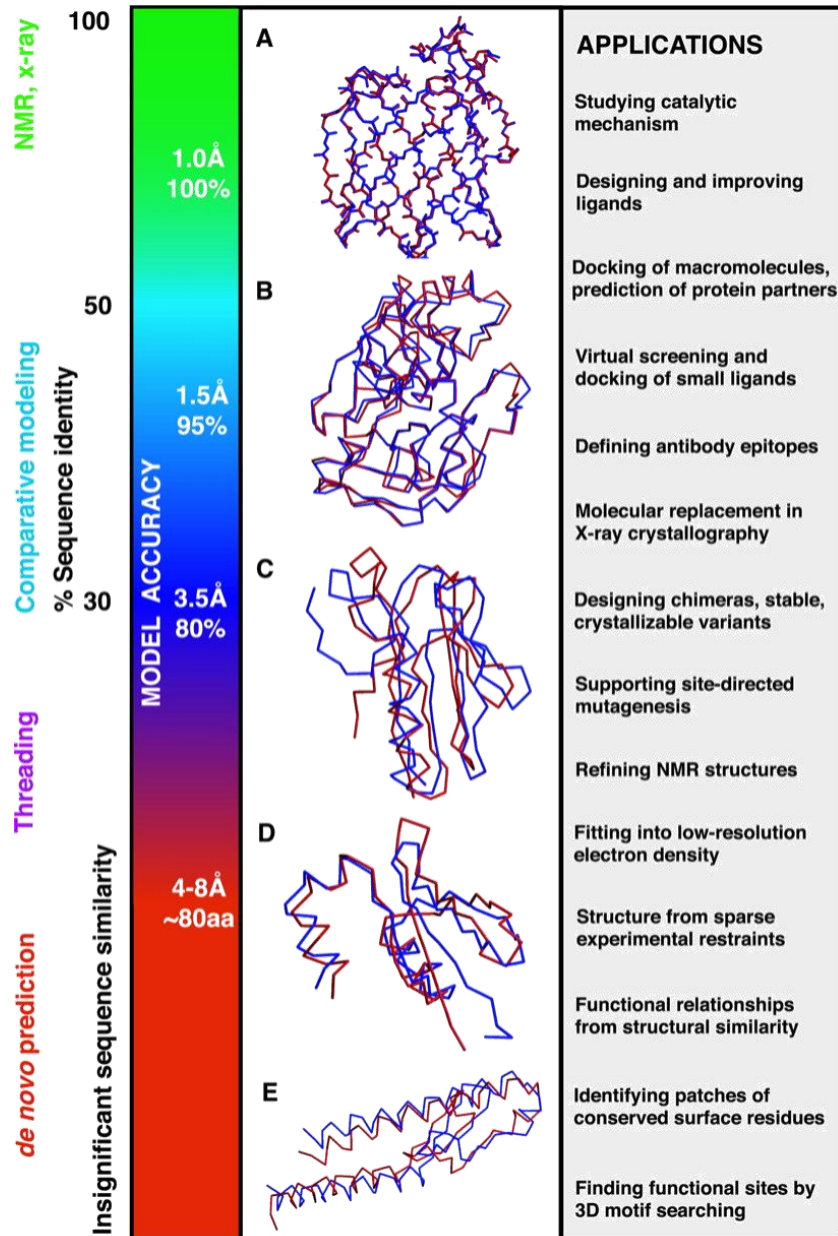 NMR, x-ray
Comparative modeling
Threading
de novo prediction
100
50
30
% Sequence identity
Insignificant sequence similarity
MODEL ACCURACY
1.0Å
100%
1.5Å
95%
3.5Å
80%
4-8Å
~80aa
A
B
C
D
E
APPLICATIONS
Studying catalytic
mechanism
Designing and improving
ligands
Docking of macromolecules,
prediction of protein partners
Virtual screening and
docking of small ligands
Defining antibody epitopes
Molecular replacement in
X-ray crystallography
Designing chimeras, stable,
crystallizable variants
Supporting site-directed
mutagenesis
Refining NMR structures
Fitting into low-resolution
electron density
Structure from sparse
experimental restraints
Functional relationships
from structural similarity
Identifying patches of
conserved surface residues
Finding functional sites by
3D motif searching